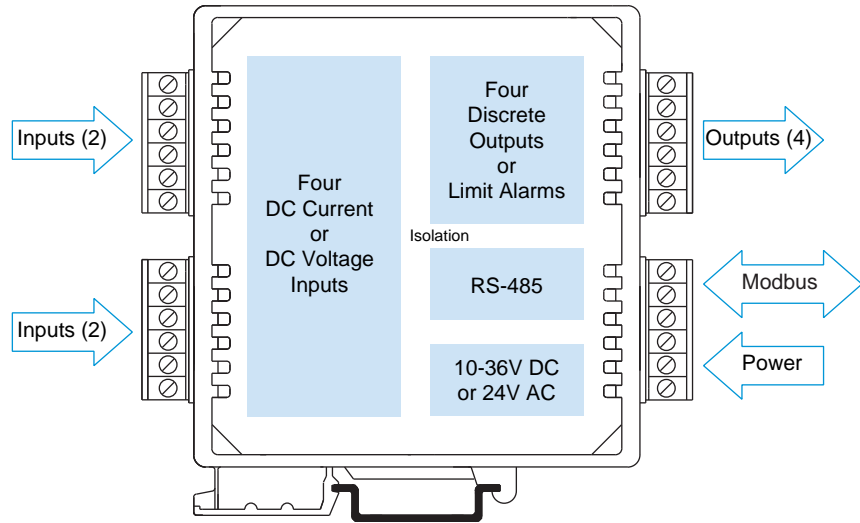 Inputs (2)
Inputs (2)
Four
DC Current
or
DC Voltage
Inputs
Four
Discrete
Outputs
or
Limit Alarms
Isolation
RS-485
10-36V DC
or 24V AC
Outputs (4)
Modbus
Power